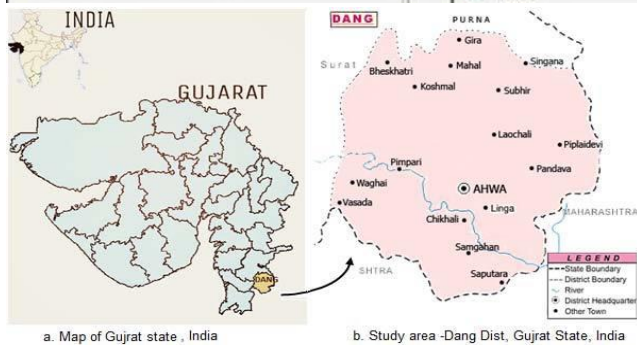 INDIA
GUJARAT
DANG
a. Map of Gujrat state , India
DANG
PURNA
Surat
Gira
Bheskhatri
Mahal
Singana
Koshmal
Subhir
Laochali
Piplaidevi
Pimpari
Pandava
Waghai
AHWA
Vasada
Linga
MAHARASHTRA
Chikhali
Samgahan
SHTRA
Saputara
LEGEND
State Boundary
District Boundary
River
District Headquarter
Other Town
b. Study area -Dang Dist, Gujrat State, India